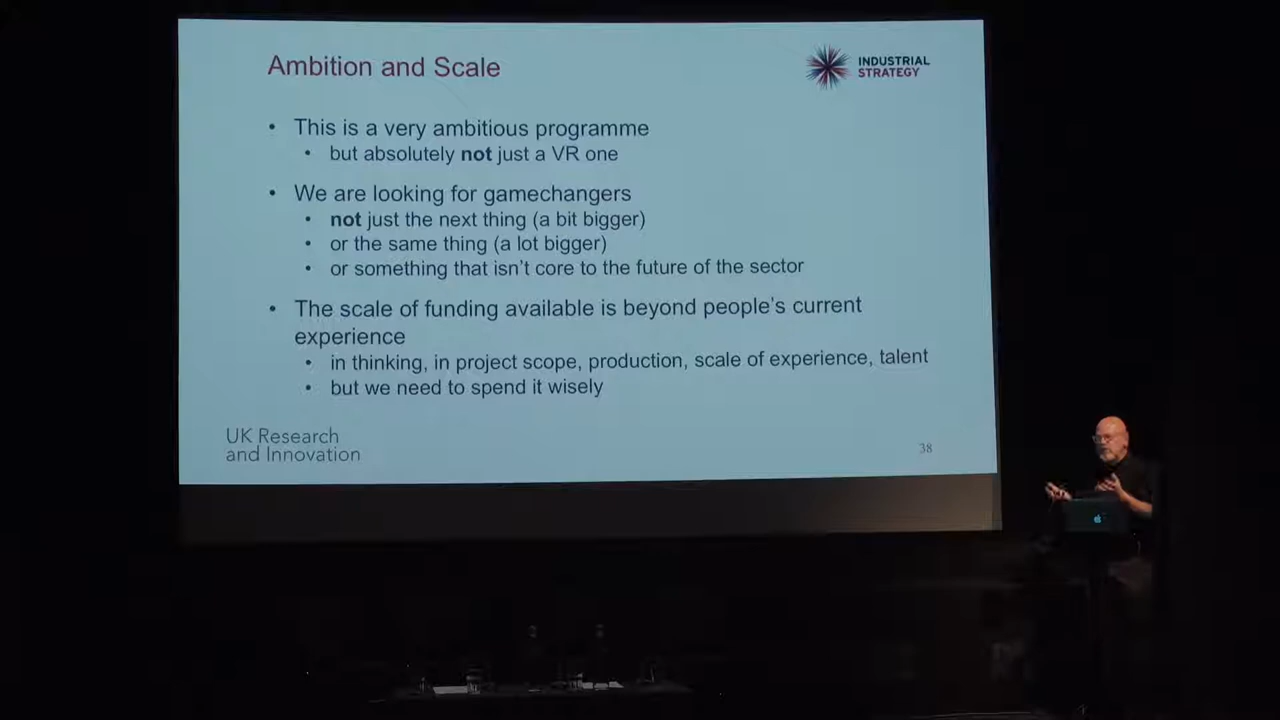 Ambition and Scale
INDUSTRIAL
STRATEGY
• This is a very ambitious programme
• but absolutely not just a VR one
• We are looking for gamechangers
• not just the next thing (a bit bigger)
• or the same thing (a lot bigger)
• or something that isn’t core to the future of the sector
• The scale of funding available is beyond people’s current
experience
• in thinking, in project scope, production, scale of experience, talent
• but we need to spend it wisely
UK Research
and Innovation
38